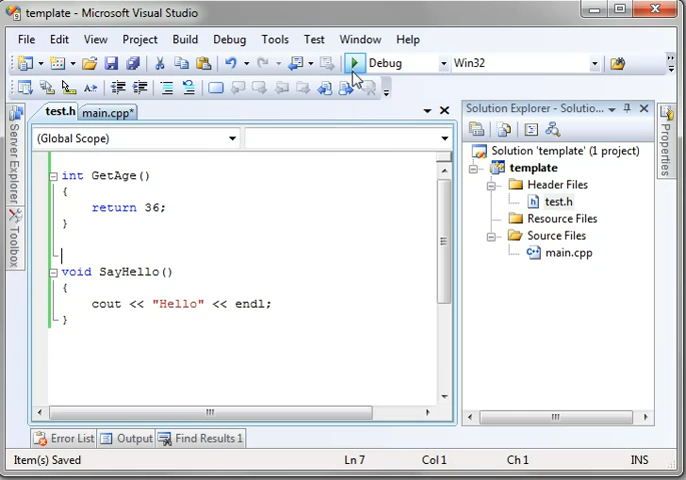 template - Microsoft Visual Studio
File Edit View Project Build Debug Tools Test Window Help
Debug Win32
test.h main.cpp*
(Global Scope)
int GetAge()
{
return 36;
}
void SayHello()
{
cout << "Hello" << endl;
}
Server Explorer
Toolbox
Solution Explorer - Solutio...
Solution 'template' (1 project)
template
Header Files
test.h
Resource Files
Source Files
main.cpp
Properties
Error List Output Find Results 1
Item(s) Saved Ln 7 Col 1 Ch 1 INS